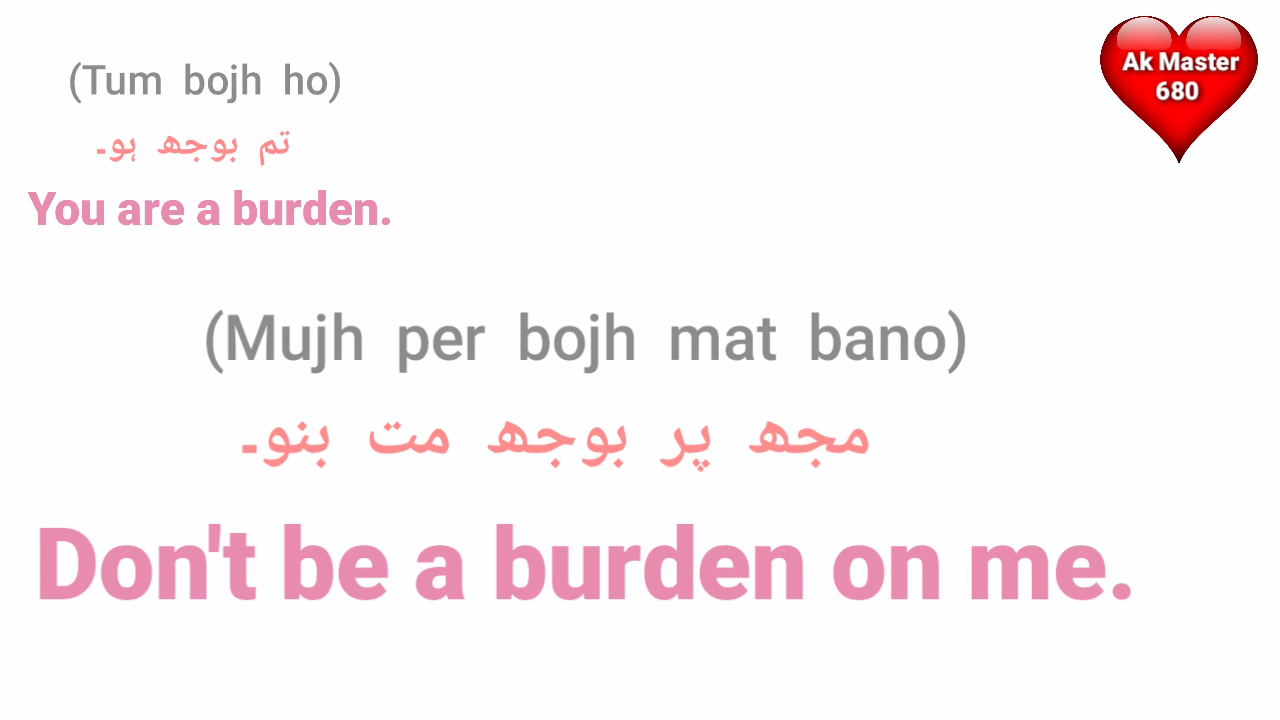 (Tum bojh ho)
تم بوجھ ہو۔
You are a burden.
(Mujh per bojh mat bano)
مجھ پر بوجھ مت بنو۔
Don't be a burden on me.
Ak Master
680